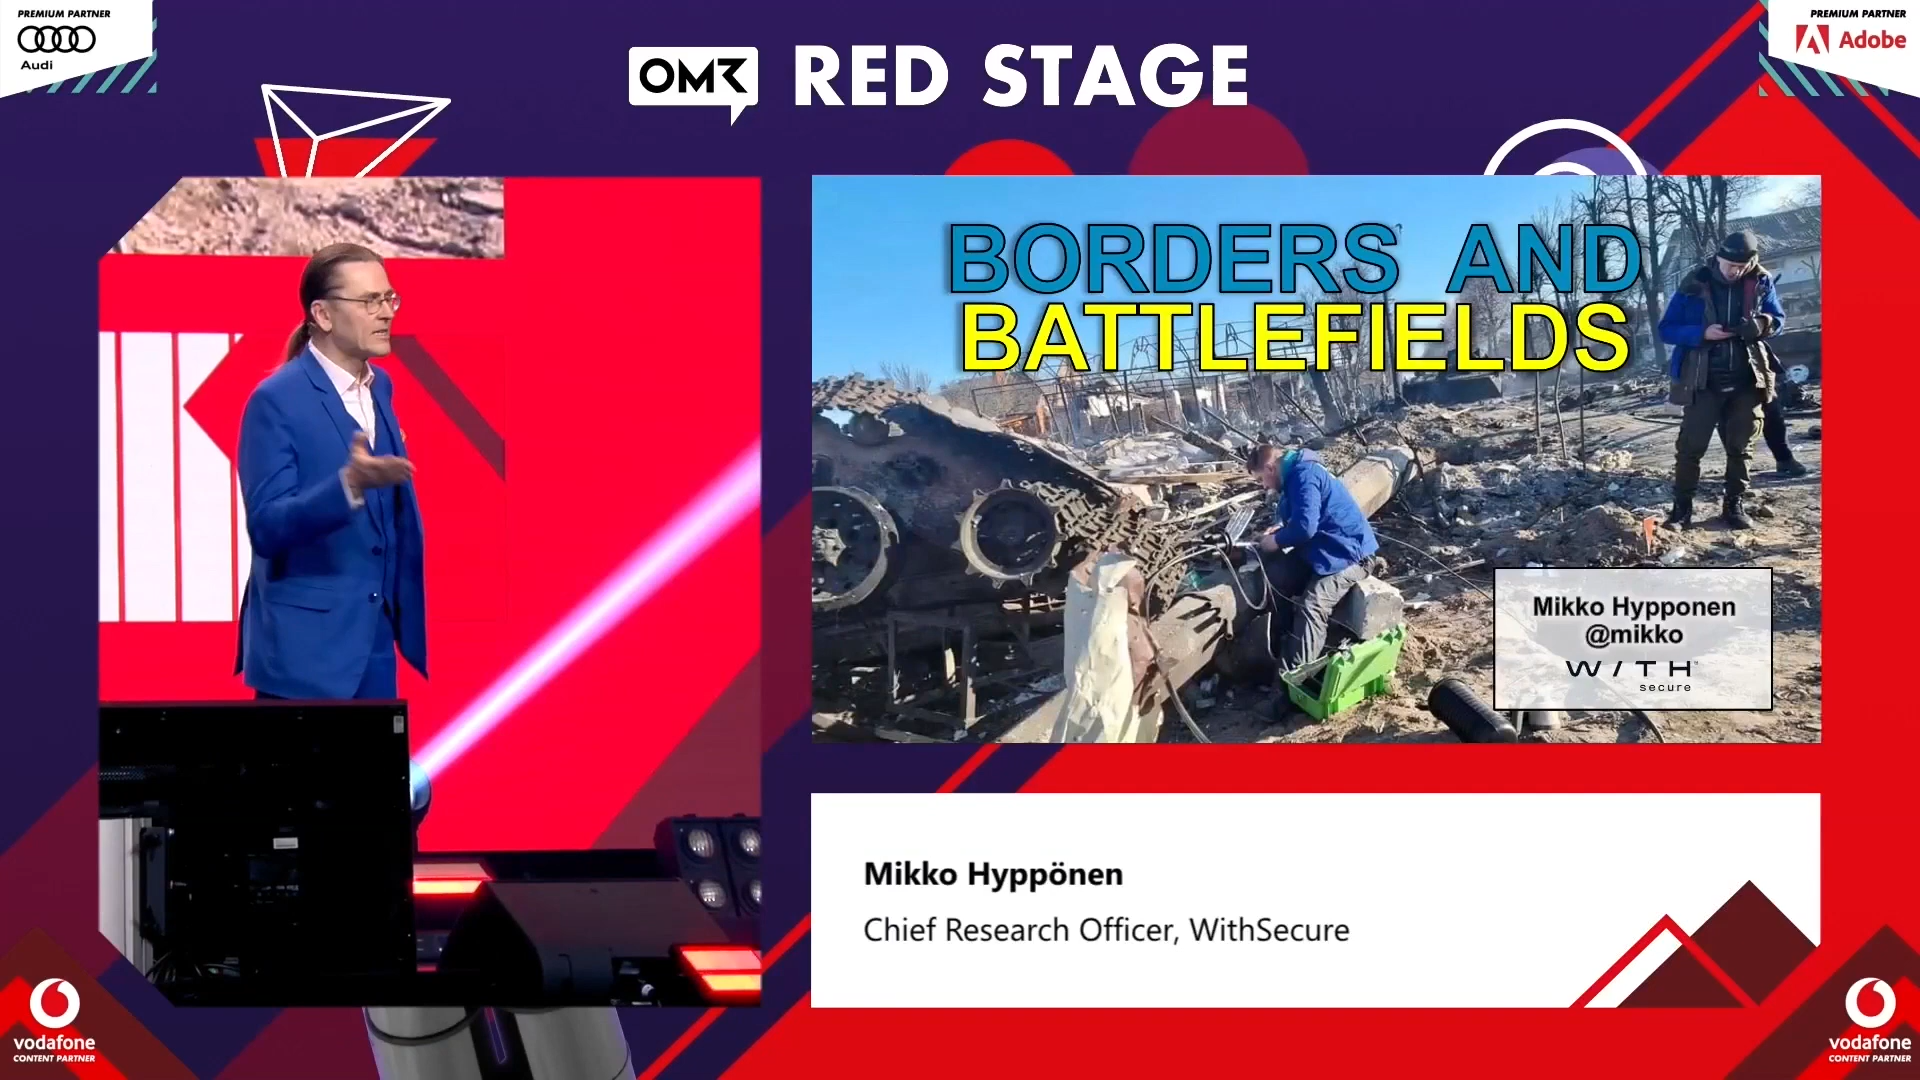 PREMIUM PARTNER
Audi
OMR RED STAGE
PREMIUM PARTNER
Adobe
BORDERS AND
BATTLEFIELDS
Mikko Hypponen
@mikko
W/TH
secure
Mikko Hyppönen
Chief Research Officer, WithSecure
vodafone
CONTENT PARTNER
vodafone
CONTENT PARTNER